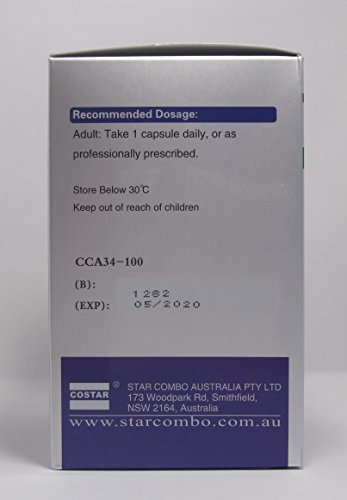 Recommended Dosage:
Adult: Take 1 capsule daily, or as
professionally prescribed.
Store Below 30℃
Keep out of reach of children
CCA34-100
(B): 1282
(EXP): 05/2020
COSTAR ®
STAR COMBO AUSTRALIA PTY LTD
173 Woodpark Rd, Smithfield,
NSW 2164, Australia
www.starcombo.com.au